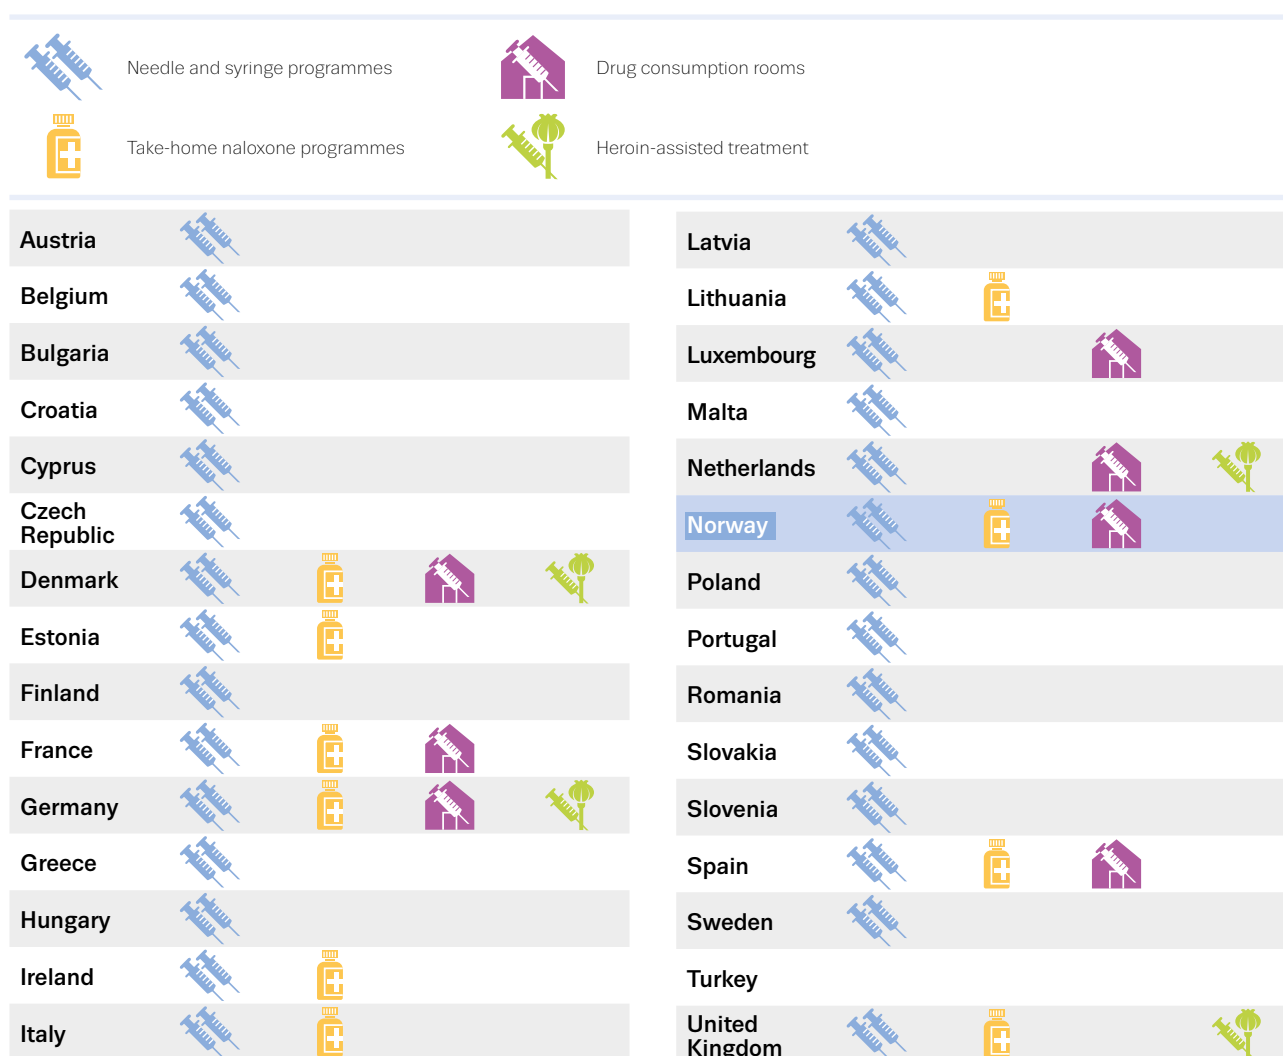 Needle and syringe programmes
Drug consumption rooms
Take-home naloxone programmes
Heroin-assisted treatment
Austria
Belgium
Bulgaria
Croatia
Cyprus
Czech
Republic
Denmark
Estonia
Finland
France
Germany
Greece
Hungary
Ireland
Italy
Latvia
Lithuania
Luxembourg
Malta
Netherlands
Norway
Poland
Portugal
Romania
Slovakia
Slovenia
Spain
Sweden
Turkey
United
Kingdom